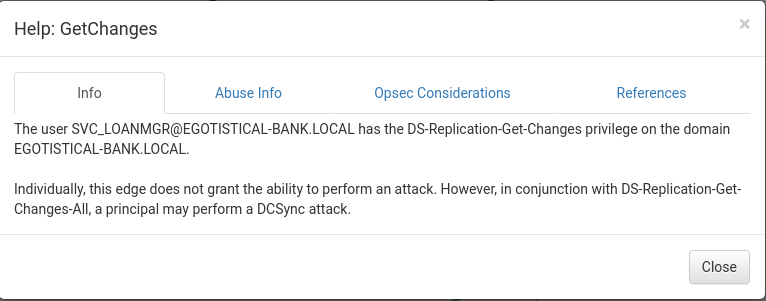 Help: GetChanges
×
Info
Abuse Info
Opsec Considerations
References
The user SVC_LOANMGR@EGOTISTICAL-BANK.LOCAL has the DS-Replication-Get-Changes privilege on the domain
EGOTISTICAL-BANK.LOCAL.
Individually, this edge does not grant the ability to perform an attack. However, in conjunction with DS-Replication-Get-
Changes-All, a principal may perform a DCSync attack.
Close